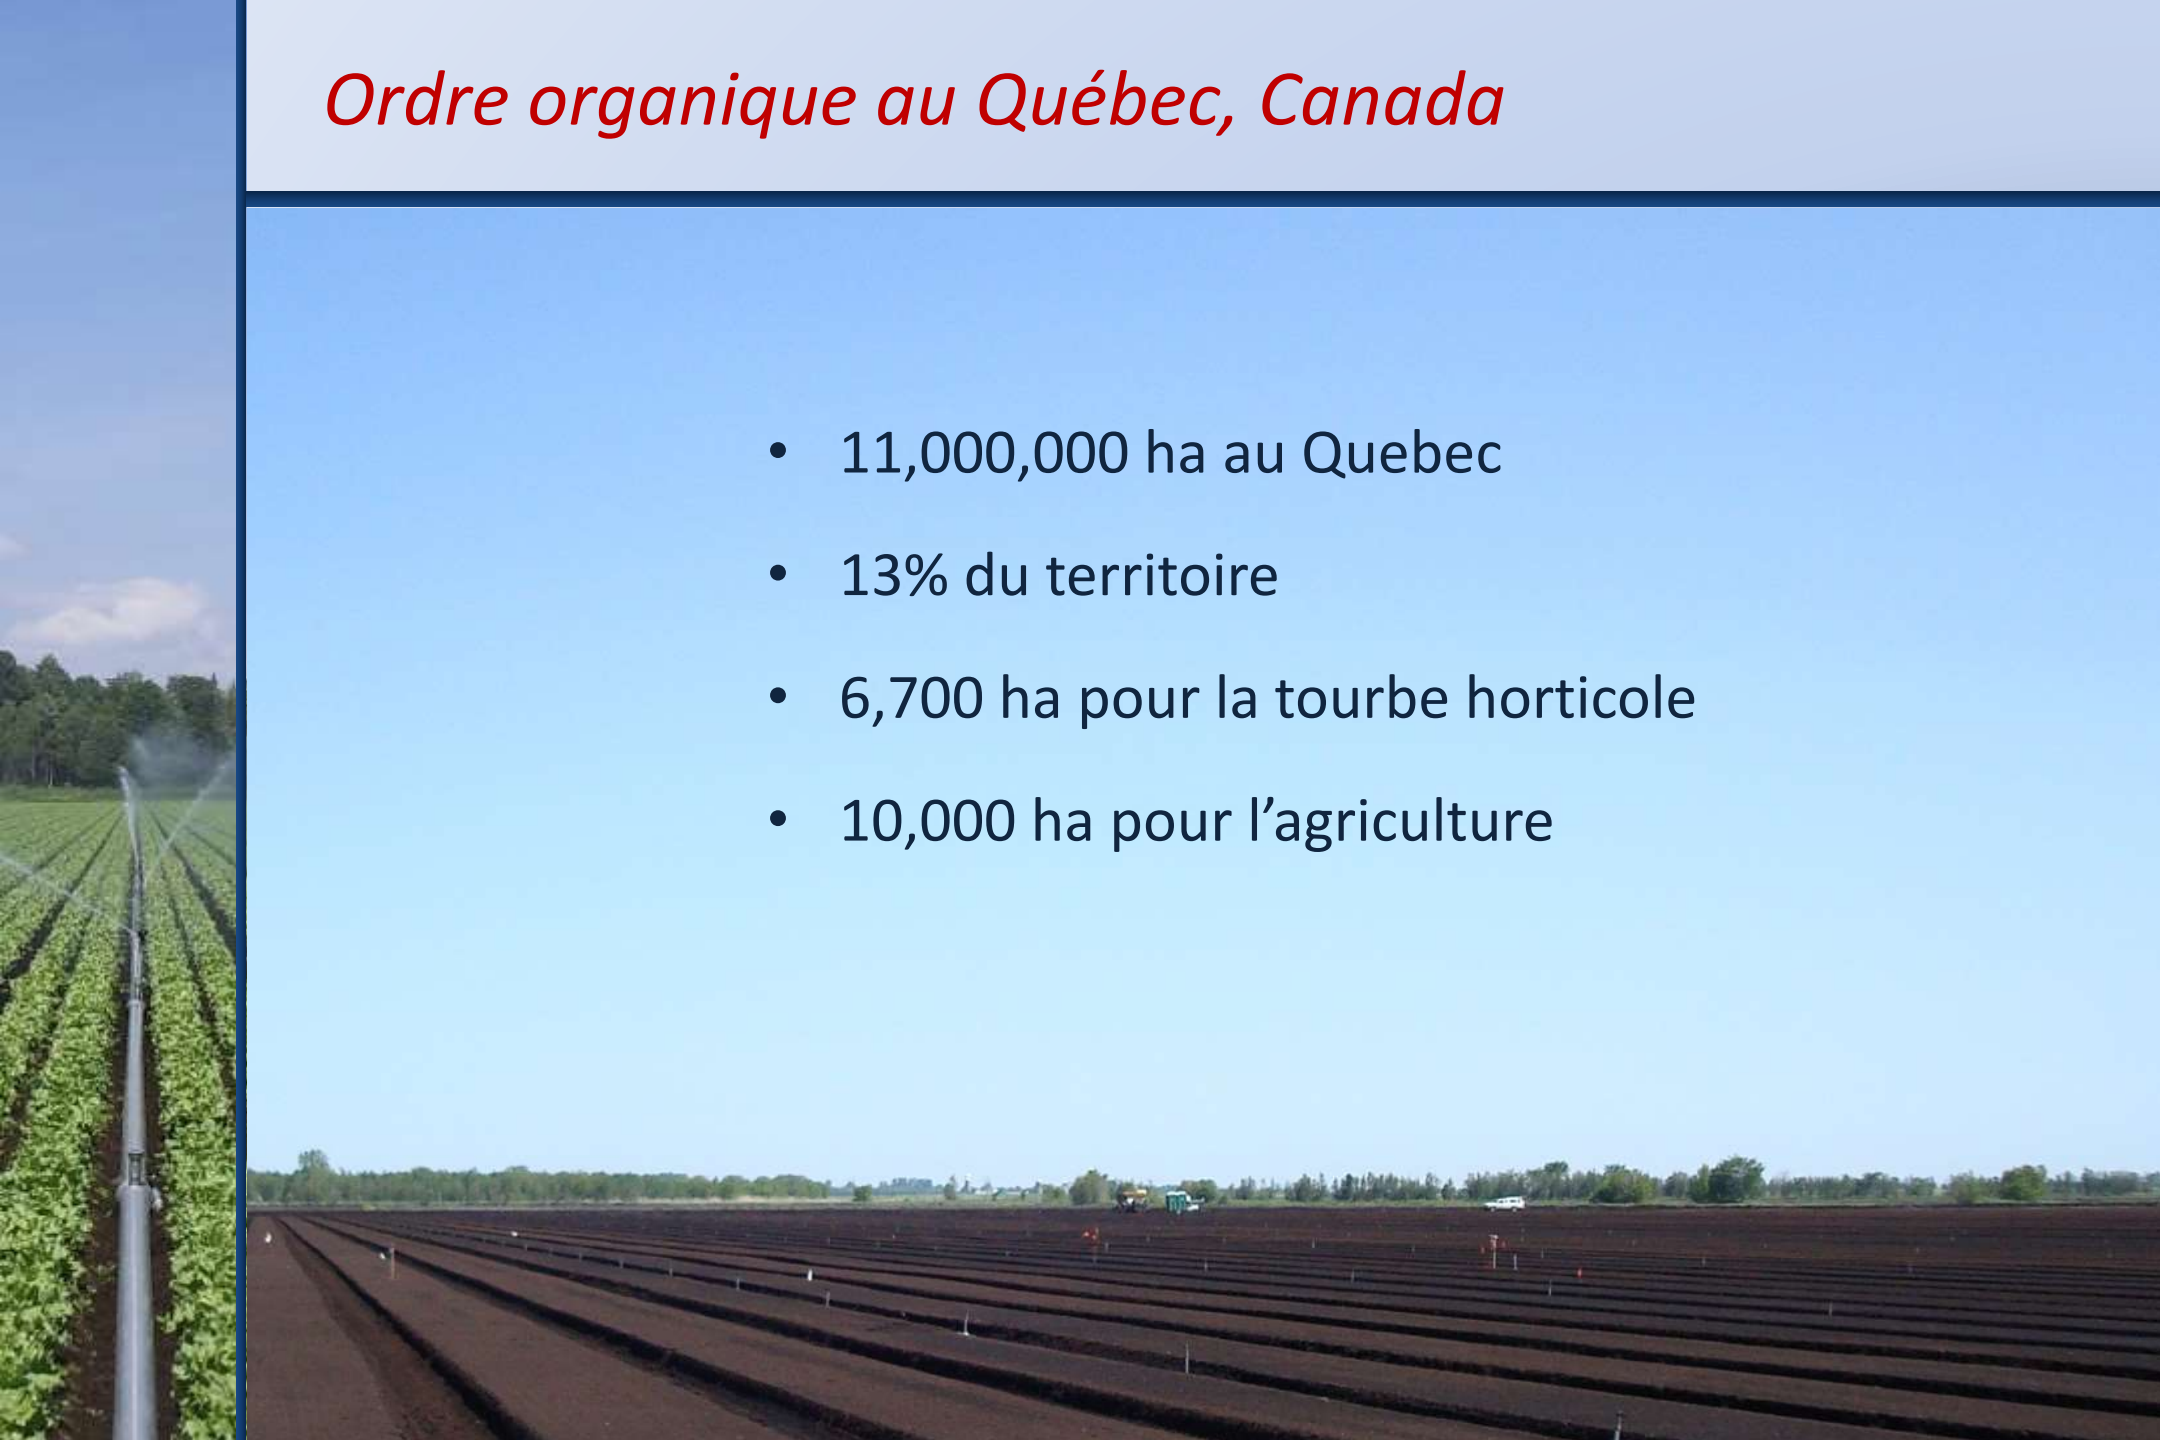 Ordre organique au Québec, Canada
• 11,000,000 ha au Quebec
• 13% du territoire
• 6,700 ha pour la tourbe horticole
• 10,000 ha pour l’agriculture